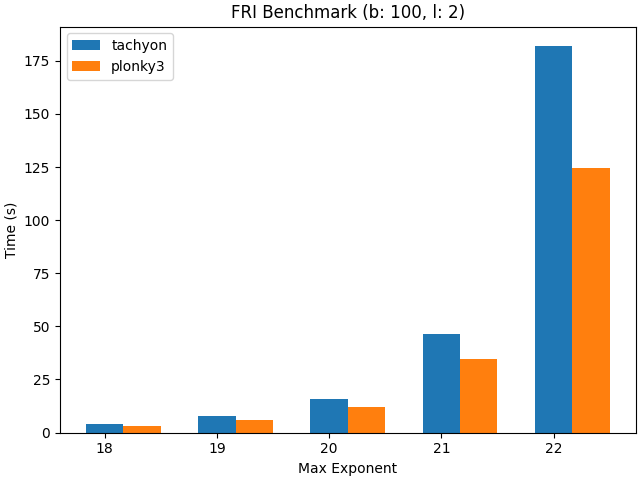 FRI Benchmark (b: 100, l: 2)
tachyon
plonky3
175
150
125
100
75
50
25
0
Time (s)
18 19 20 21 22
Max Exponent